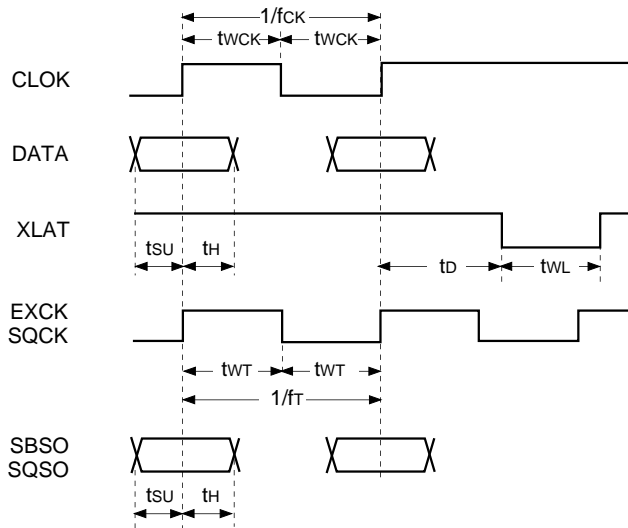 1/fCK
tWCK tWCK
CLOK
DATA
XLAT
tSU tH
tD tWL
EXCK
SQCK
tWT tWT
1/fT
SBSO
SQSO
tSU tH